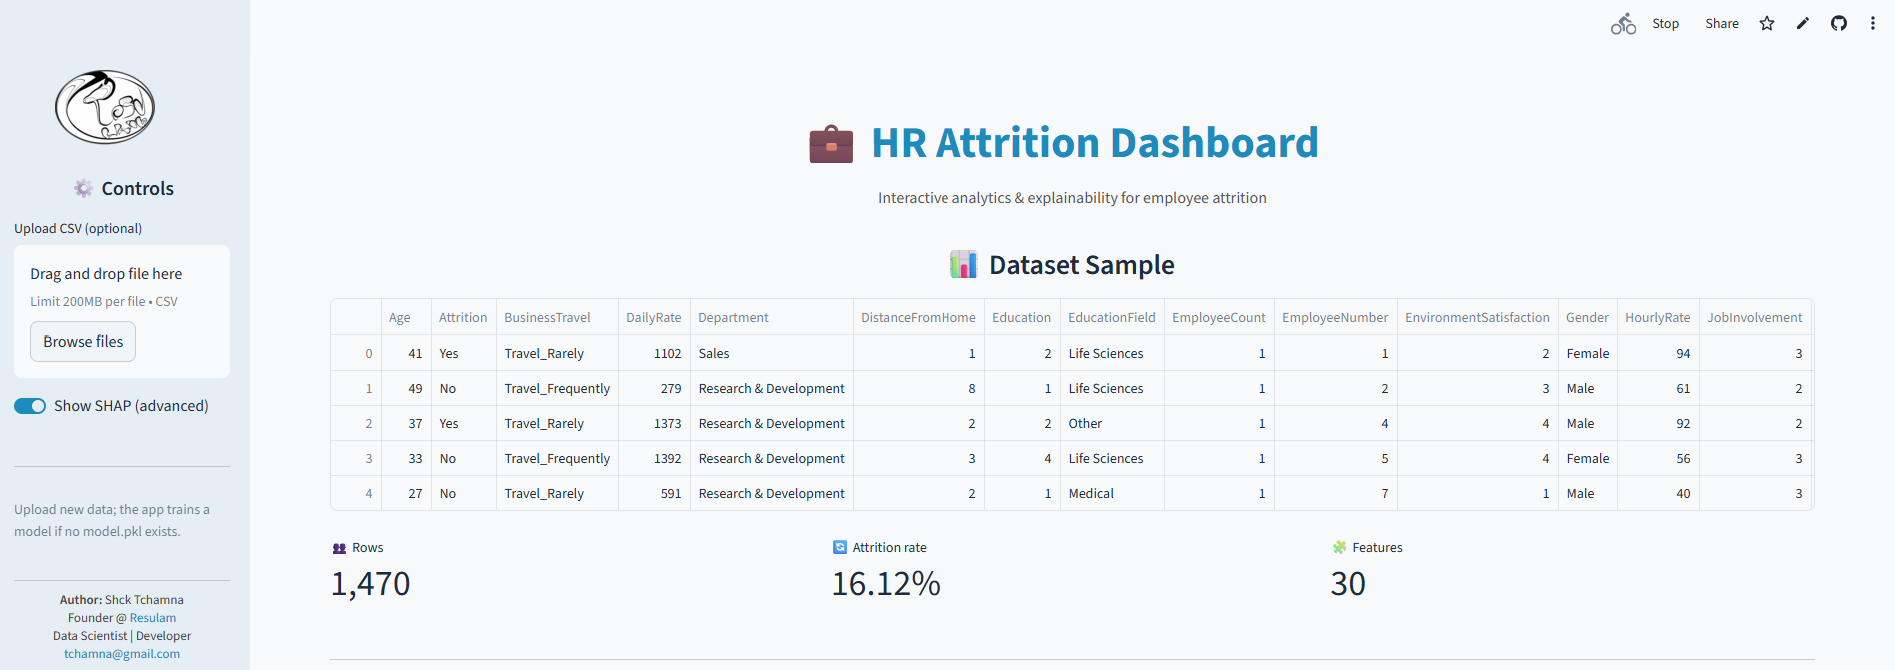 Stop Share
Controls
Upload CSV (optional)
Drag and drop file here
Limit 200MB per file • CSV
Browse files
Show SHAP (advanced)
Upload new data; the app trains a
model if no model.pkl exists.
Author: Shck Tchamna
Founder @ Resulam
Data Scientist | Developer
tchamna@gmail.com
HR Attrition Dashboard
Interactive analytics & explainability for employee attrition
Dataset Sample
Age Attrition BusinessTravel DailyRate Department DistanceFromHome Education EducationField EmployeeCount EmployeeNumber EnvironmentSatisfaction Gender HourlyRate JobInvolvement
0 41 Yes Travel_Rarely 1102 Sales 1 2 Life Sciences 1 1 2 Female 94 3
1 49 No Travel_Frequently 279 Research & Development 8 1 Life Sciences 1 2 3 Male 61 2
2 37 Yes Travel_Rarely 1373 Research & Development 2 2 Other 1 4 4 Male 92 2
3 33 No Travel_Frequently 1392 Research & Development 3 4 Life Sciences 1 5 4 Female 56 3
4 27 No Travel_Rarely 591 Research & Development 2 1 Medical 1 7 1 Male 40 3
Rows Attrition rate Features
1,470 16.12% 30